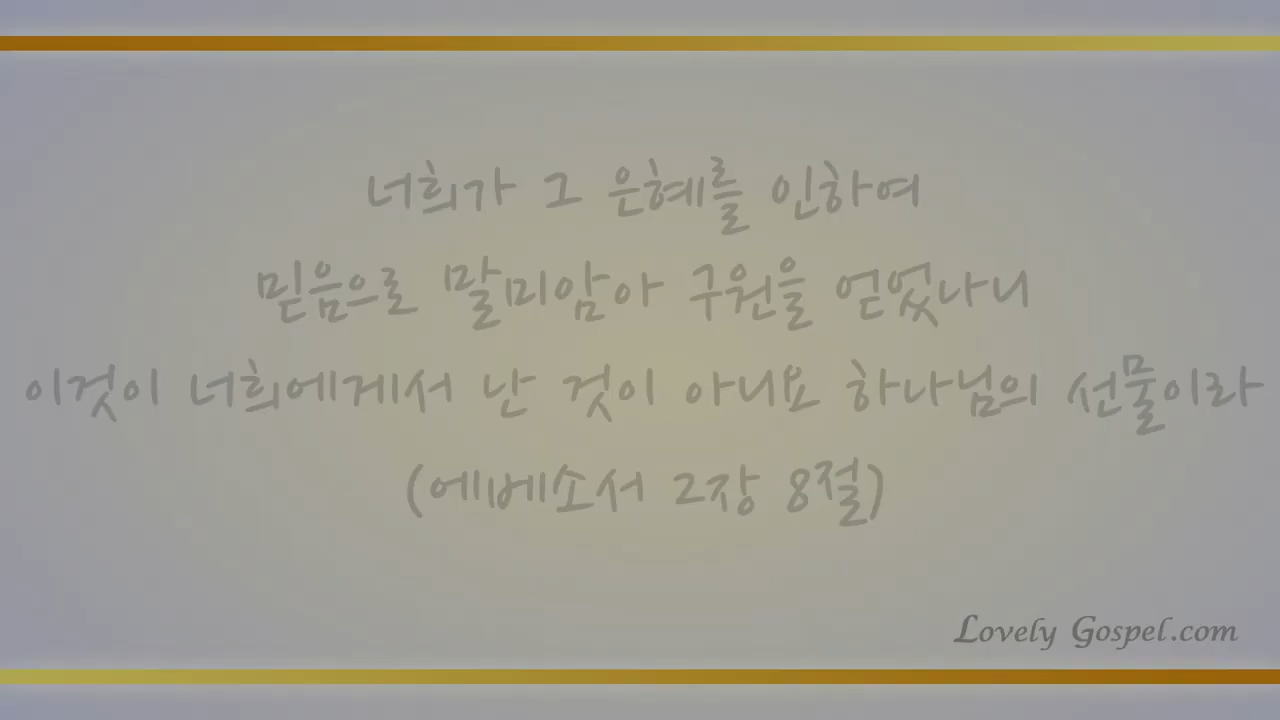 너희가 그 은혜를 인하여
믿음으로 말미암아 구원을 얻었나니
이것이 너희에게서 난 것이 아니요 하나님의 선물이라
(에베소서 2장 8절)
Lovely Gospel.com